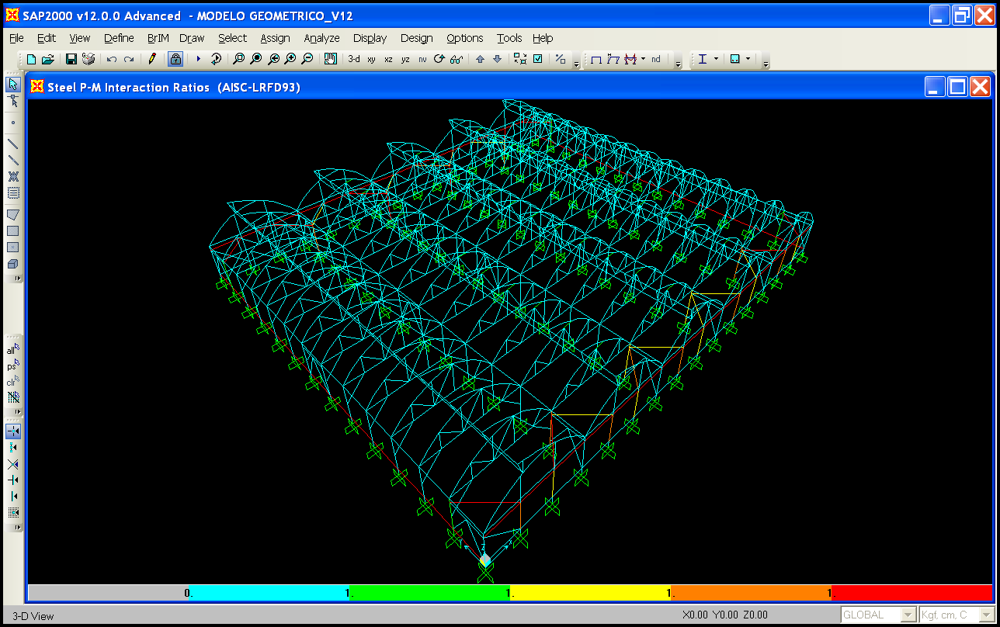 SAP2000 v12.0.0 Advanced - MODELO GEOMETRICO_V12
File Edit View Define BrIM Draw Select Assign Analyze Display Design Options Tools Help
3-d xy xz yz nv nd
Steel P-M Interaction Ratios (AISC-LRFD93)
all
ps
clr
0. 1. 1. 1. 1.
3-D View X0.00 Y0.00 Z0.00 GLOBAL Kgf, cm, C